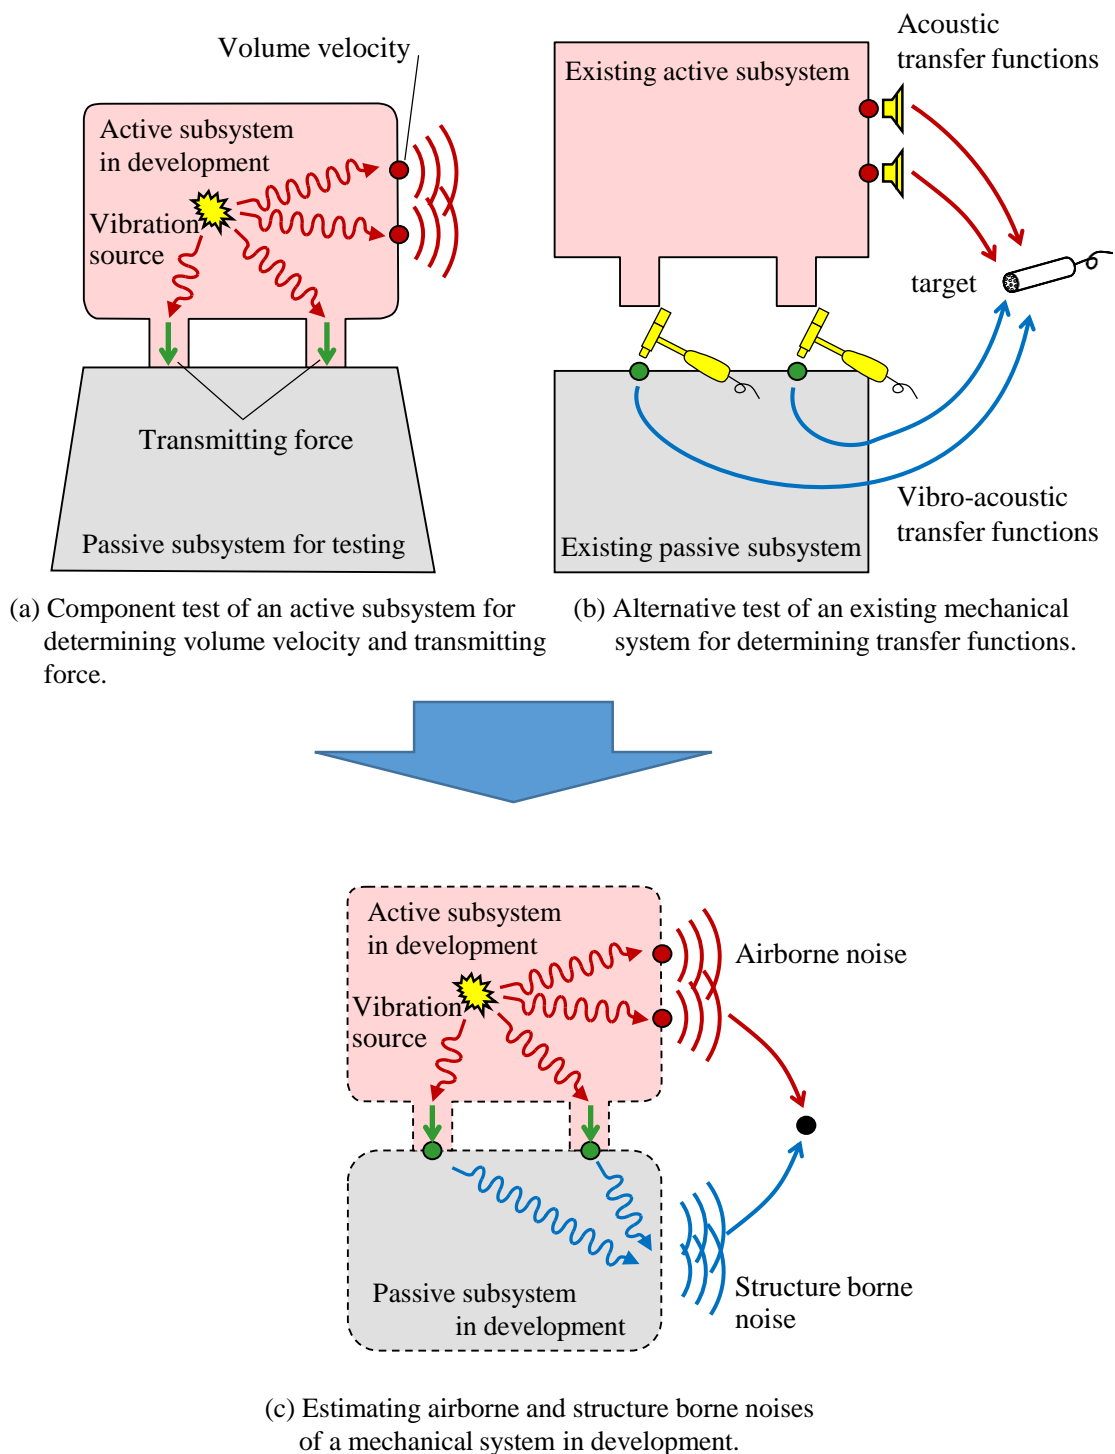 Volume velocity
Active subsystem
in development
Vibration
source
Transmitting force
Passive subsystem for testing
(a) Component test of an active subsystem for
determining volume velocity and transmitting
force.
Acoustic
transfer functions
Existing active subsystem
target
Vibro-acoustic
transfer functions
Existing passive subsystem
(b) Alternative test of an existing mechanical
system for determining transfer functions.
Active subsystem
in development
Airborne noise
Vibration
source
Passive subsystem
in development
Structure borne
noise
(c) Estimating airborne and structure borne noises
of a mechanical system in development.